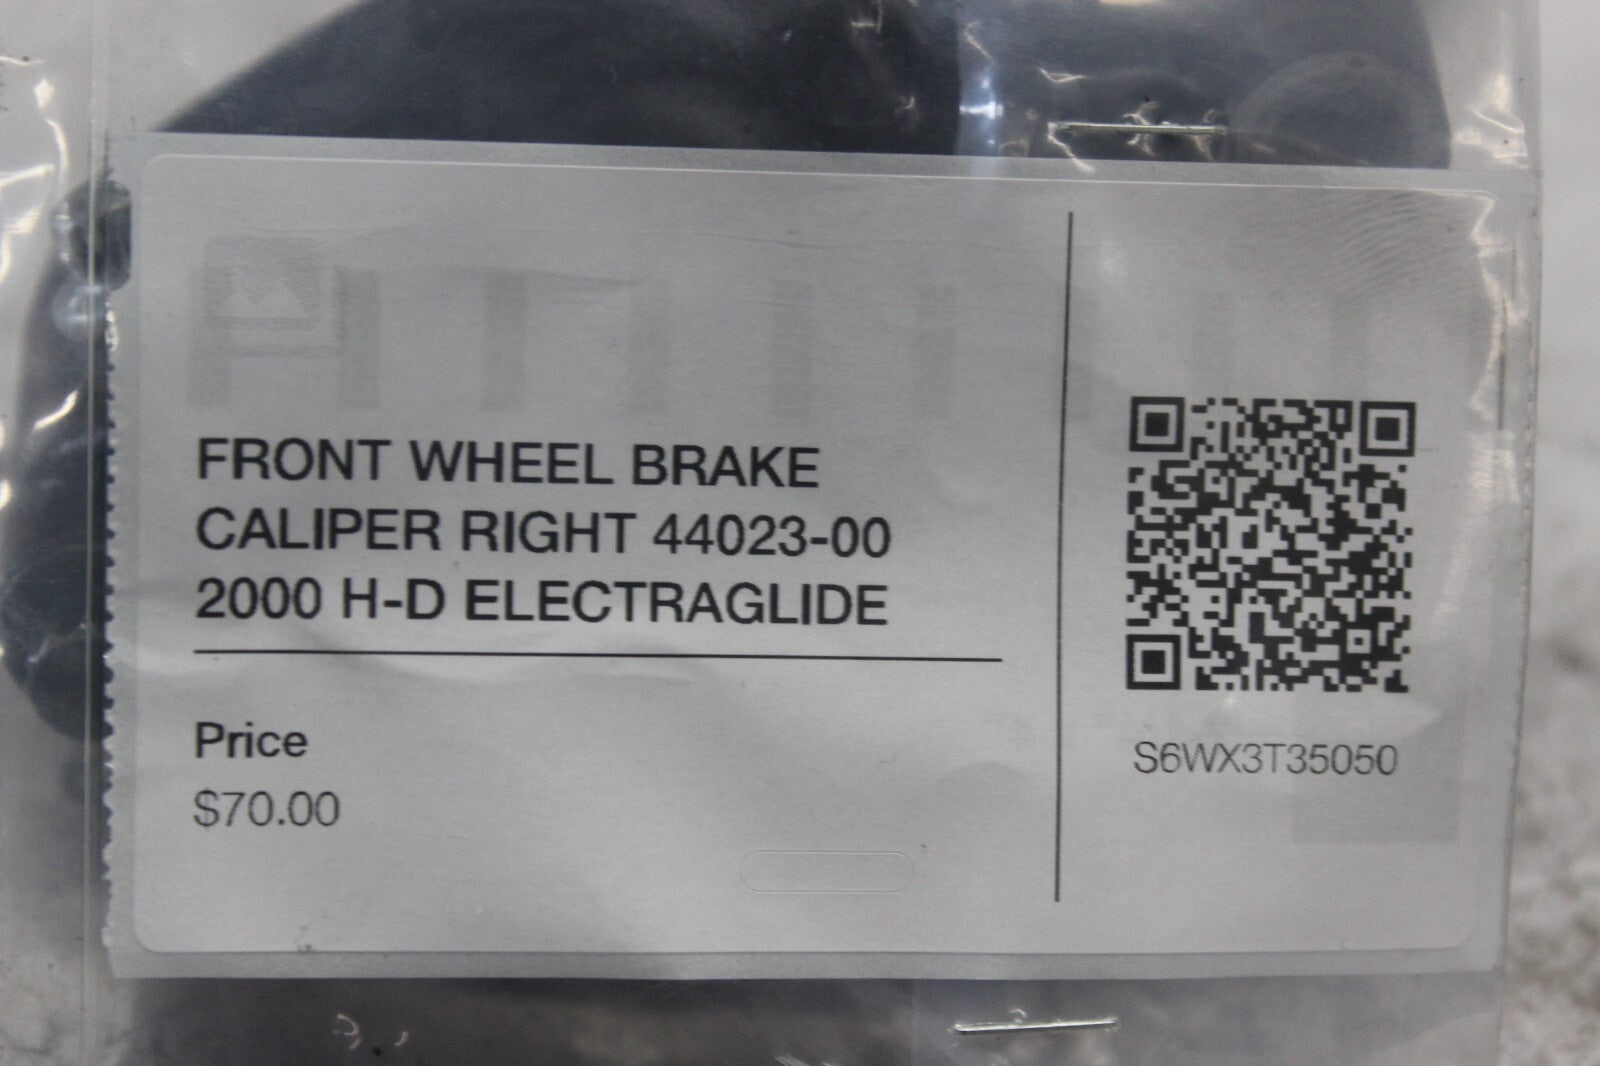 FRONT WHEEL BRAKE
CALIPER RIGHT 44023-00
2000 H-D ELECTRAGLIDE
Price
$70.00
S6WX3T35050